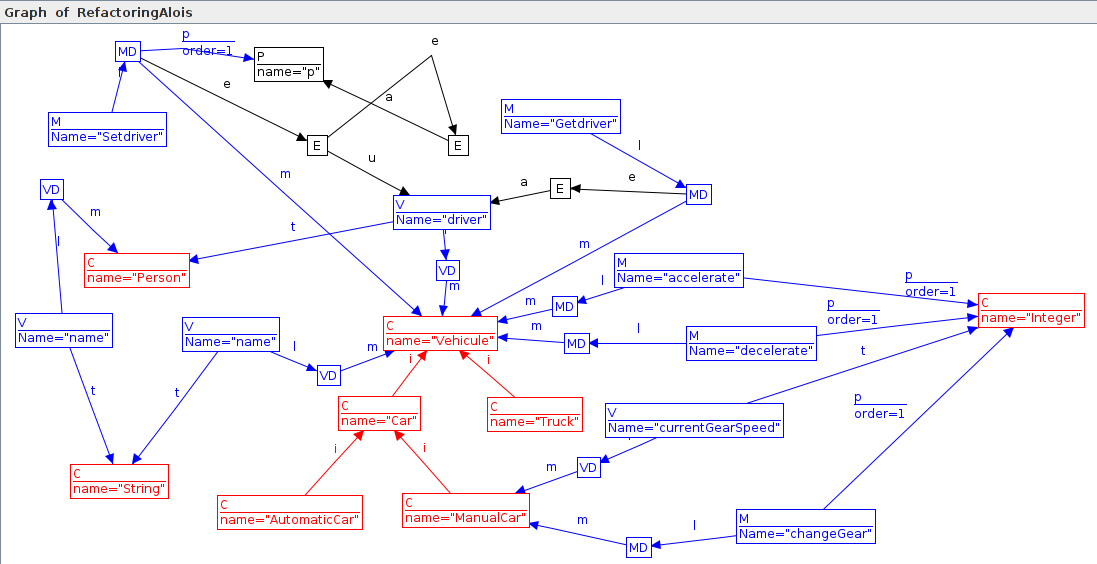 Graph of RefactoringAlois
p
order=1
MD
e
P
name="p"
l
e
a
M
Name="Setdriver"
M
Name="Getdriver"
E
E
l
u
m
a
E
e
VD
MD
m
V
Name="driver"
t
l
l
m
C
name="Person"
VD
m
M
Name="accelerate"
l
p
order=1
m
MD
C
name="Integer"
p
order=1
V
Name="name"
V
Name="name"
C
name="Vehicule"
m
MD
l
M
Name="decelerate"
l
m
t
i
i
VD
t
t
p
order=1
C
name="Car"
C
name="Truck"
V
Name="currentGearSpeed"
i
i
m
VD
C
name="String"
C
name="AutomaticCar"
C
name="ManualCar"
m
l
M
Name="changeGear"
MD